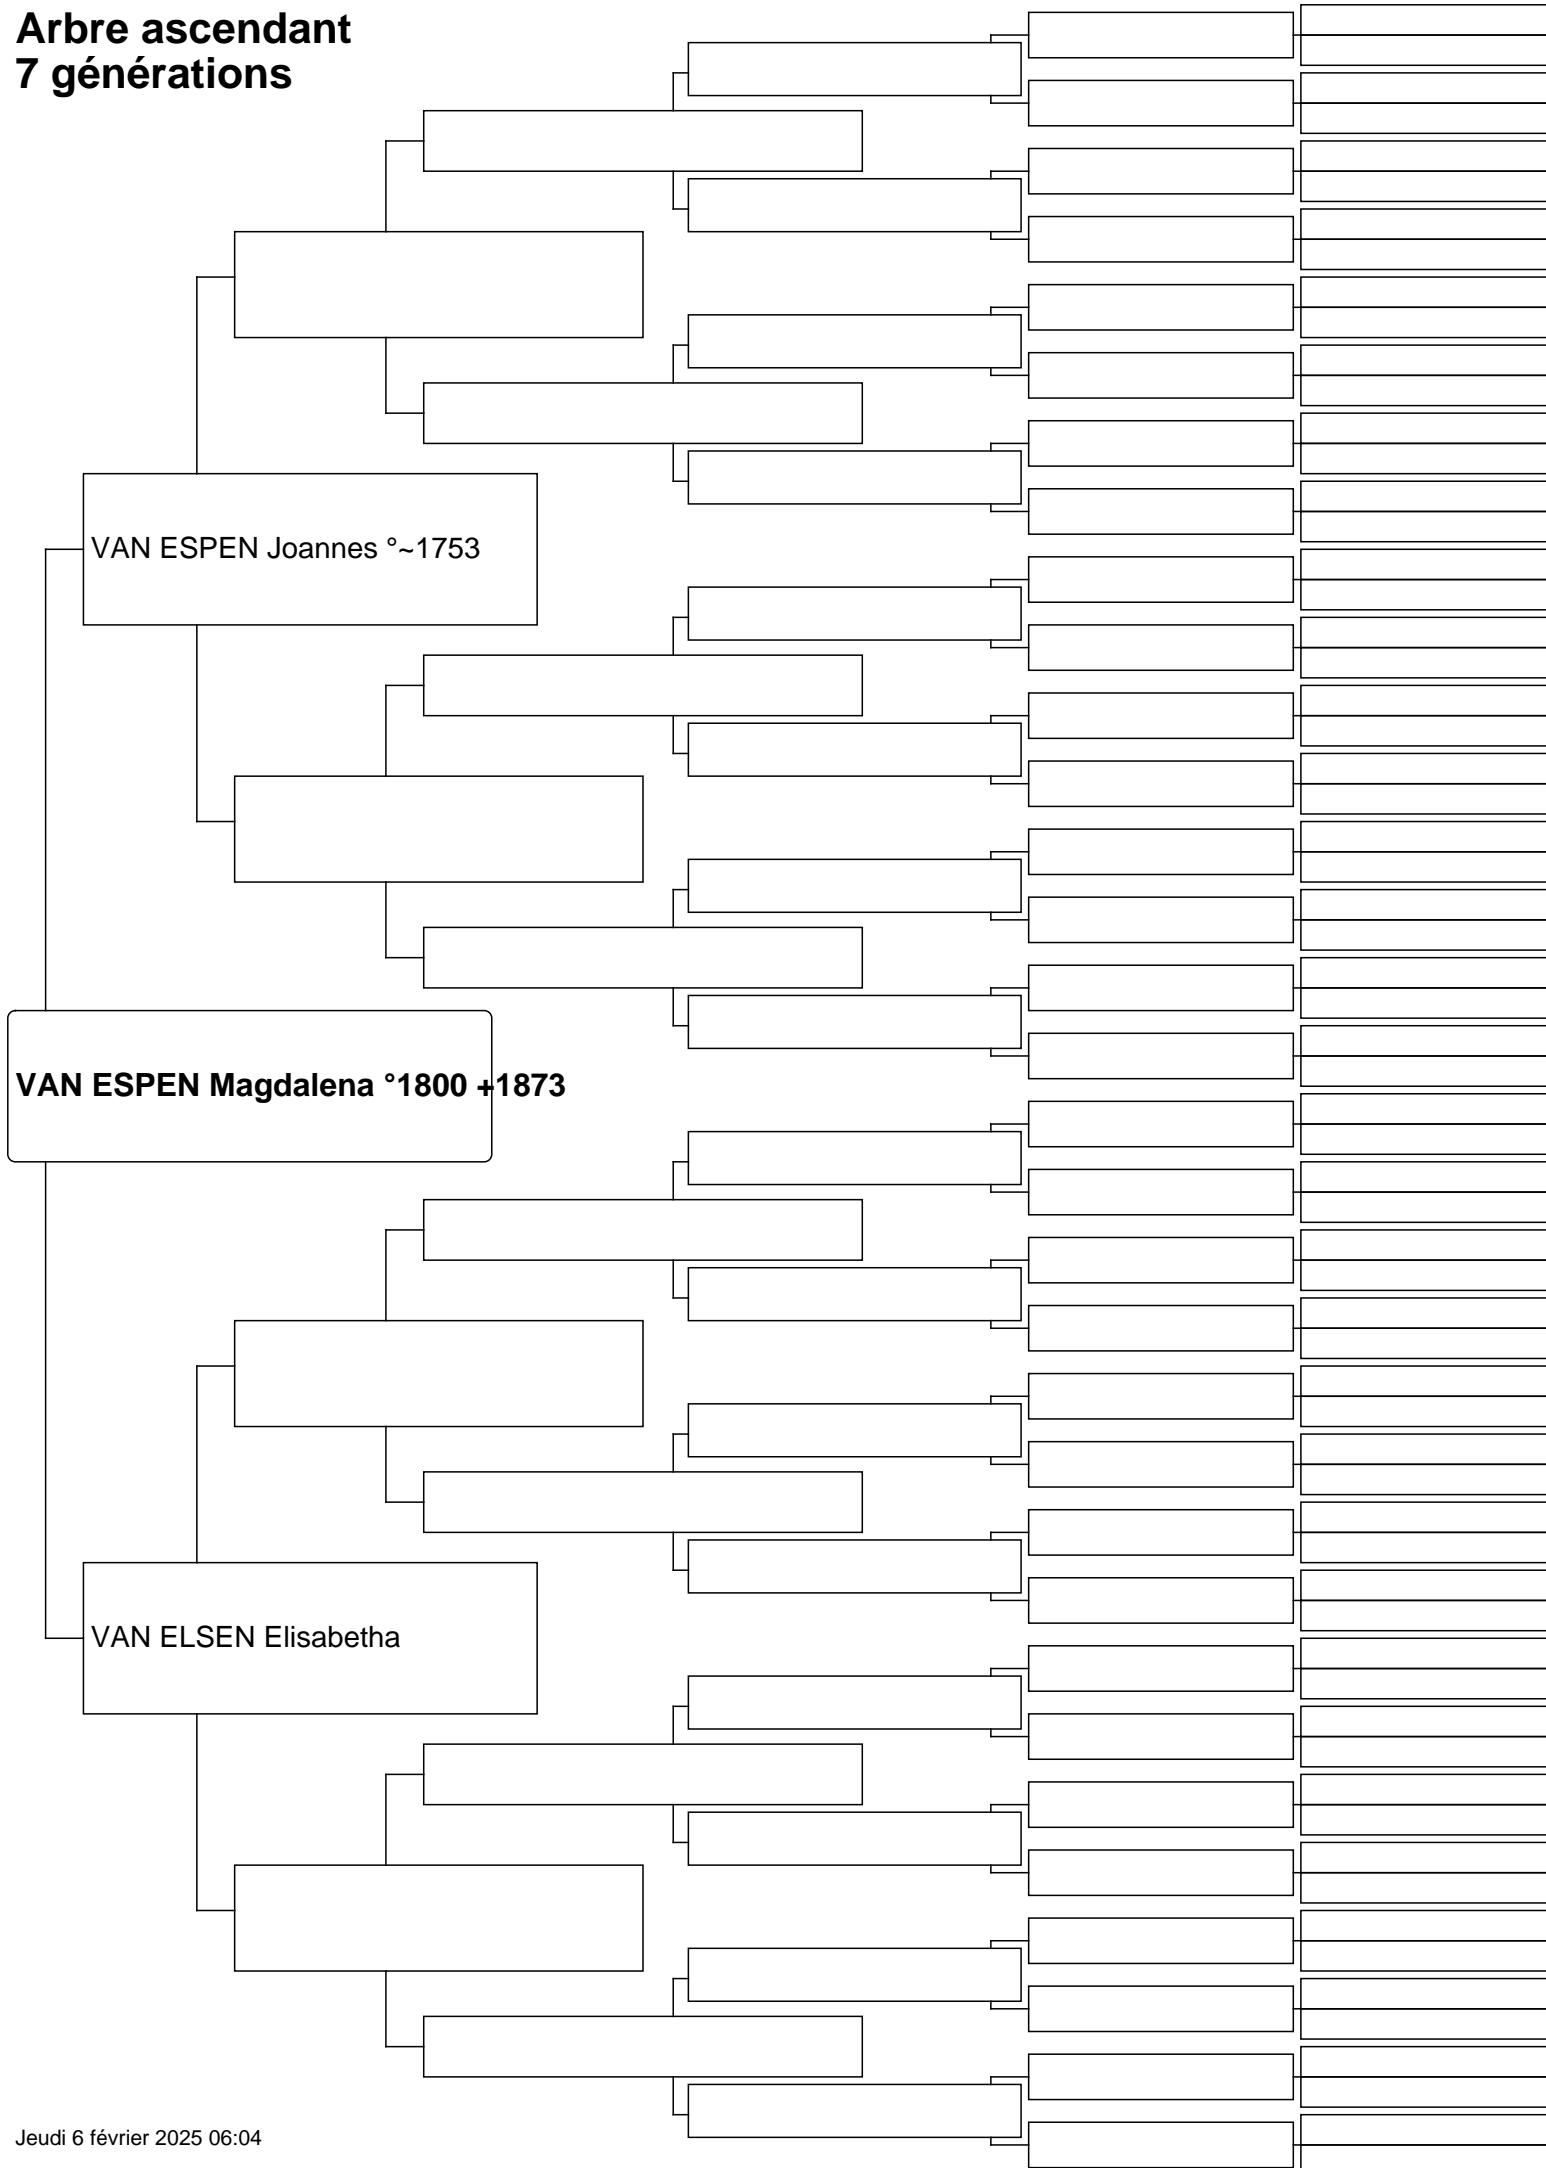 Arbre ascendant
7 générations
VAN ESPEN Joannes °~1753
VAN ESPEN Magdalena °1800 +1873
VAN ELSEN Elisabetha
Jeudi 6 février 2025 06:04